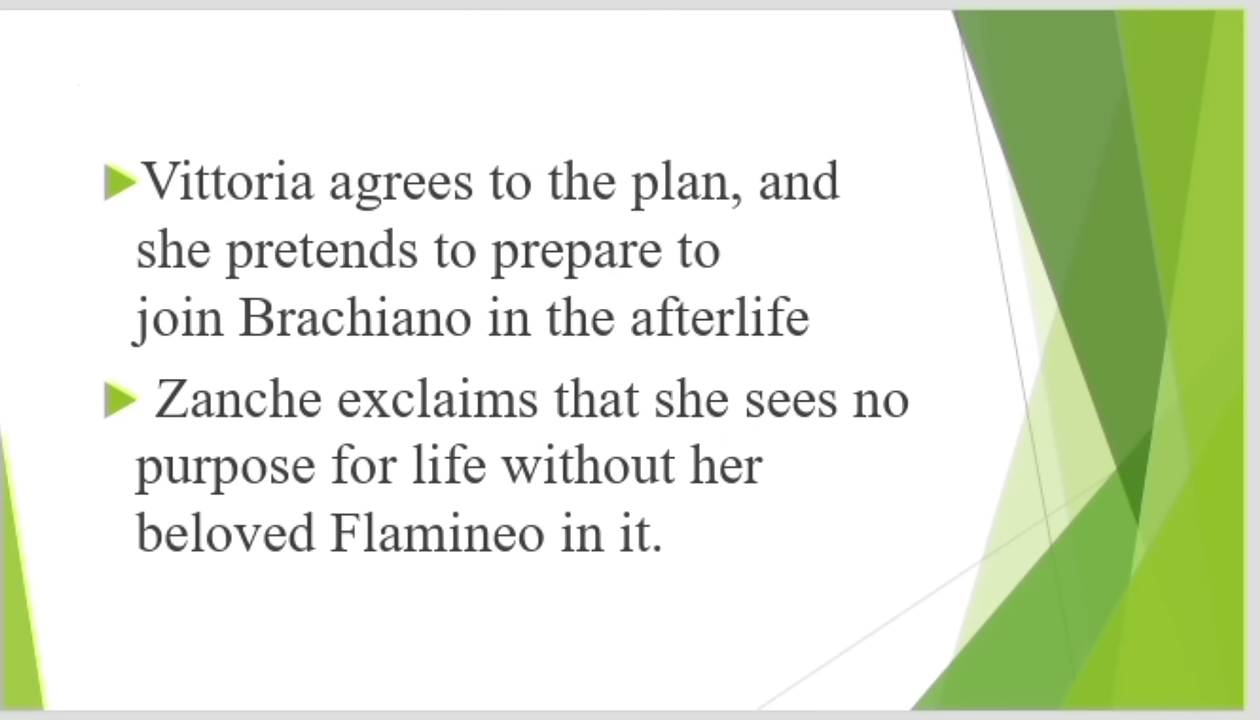 Vittoria agrees to the plan, and
she pretends to prepare to
join Brachiano in the afterlife
Zanche exclaims that she sees no
purpose for life without her
beloved Flamineo in it.